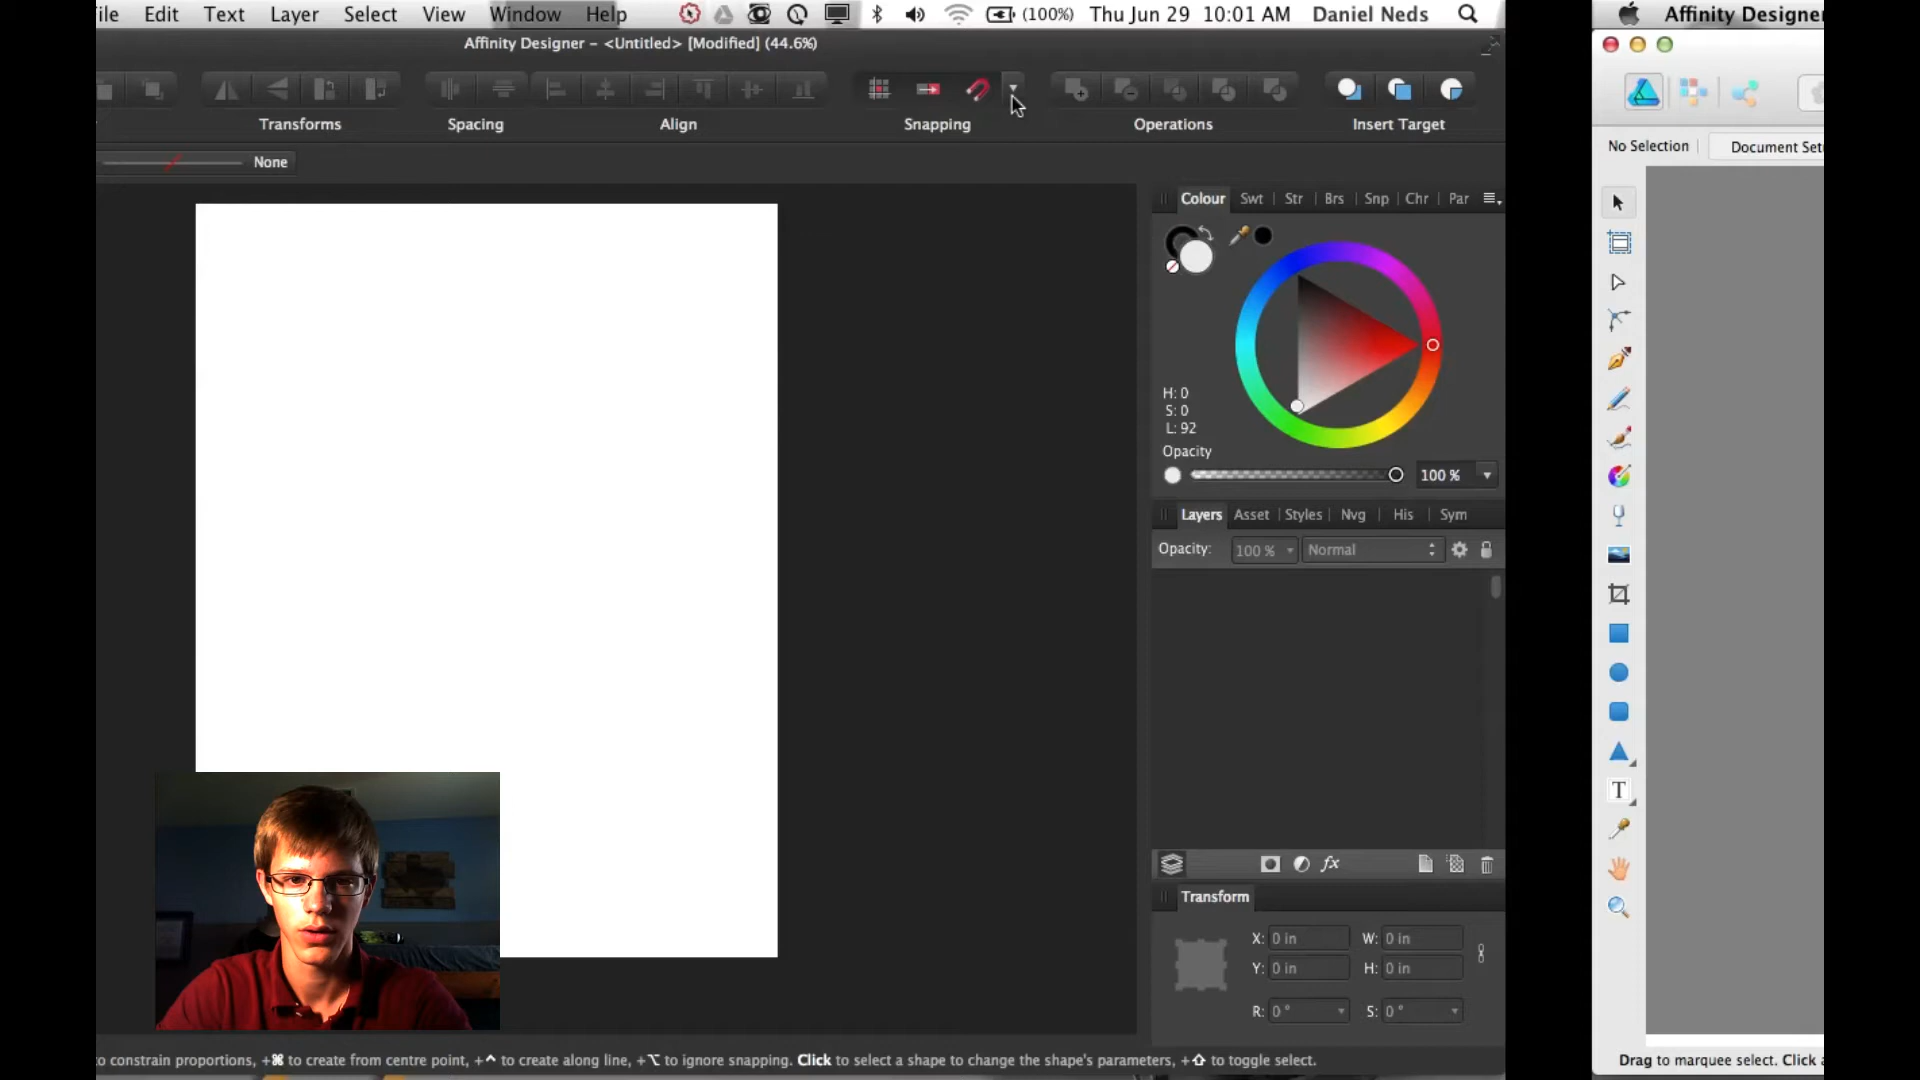 ile Edit Text Layer Select View Window Help (100%) Thu Jun 29 10:01 AM Daniel Neds
Affinity Designer – <Untitled> [Modified] (44.6%)
Transforms Spacing Align Snapping Operations Insert Target
None
Colour Swt Str Brs Snp Chr Par
H: 0
S: 0
L: 92
Opacity
100 %
Layers Asset Styles Nvg His Sym
Opacity: 100 % Normal
fx
Transform
X: 0 in W: 0 in
Y: 0 in H: 0 in
R: 0 ° S: 0 °
to constrain proportions, +⌘ to create from centre point, +^ to create along line, +⌥ to ignore snapping. Click to select a shape to change the shape's parameters, +⇧ to toggle select.
Affinity Designer
No Selection Document Set
T
Drag to marquee select. Click